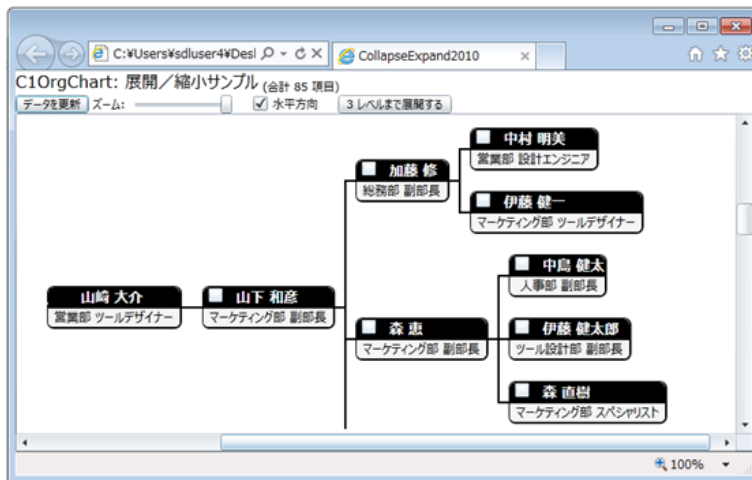 C:¥Users¥sdluser4¥Desl
CollapseExpand2010
C1OrgChart: 展開／縮小サンプル (合計 85 項目)
データを更新 ズーム: 水平方向 3 レベルまで展開する
中村 明美
営業部 設計エンジニア
加藤 修
総務部 副部長
伊藤 健一
マーケティング部 ツールデザイナー
中島 健太
人事部 副部長
山崎 大介
営業部 ツールデザイナー
山下 和彦
マーケティング部 副部長
森 恵
マーケティング部 副部長
伊藤 健太郎
ツール設計部 副部長
森 直樹
マーケティング部 スペシャリスト
100%